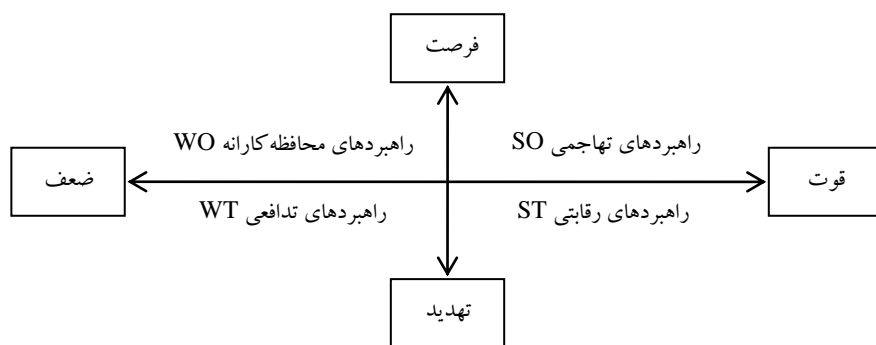 فرصت
راهبردهای تهاجمی SO
راهبردهای محافظه‌کارانه WO
قوت
ضعف
راهبردهای رقابتی ST
راهبردهای تدافعی WT
تهدید